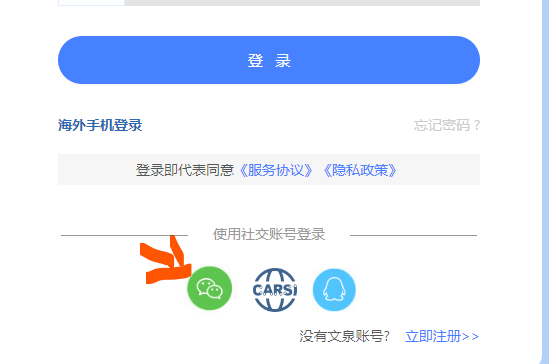 登 录
海外手机登录
忘记密码？
登录即代表同意《服务协议》《隐私政策》
使用社交账号登录
CARSI
没有文泉账号? 立即注册>>